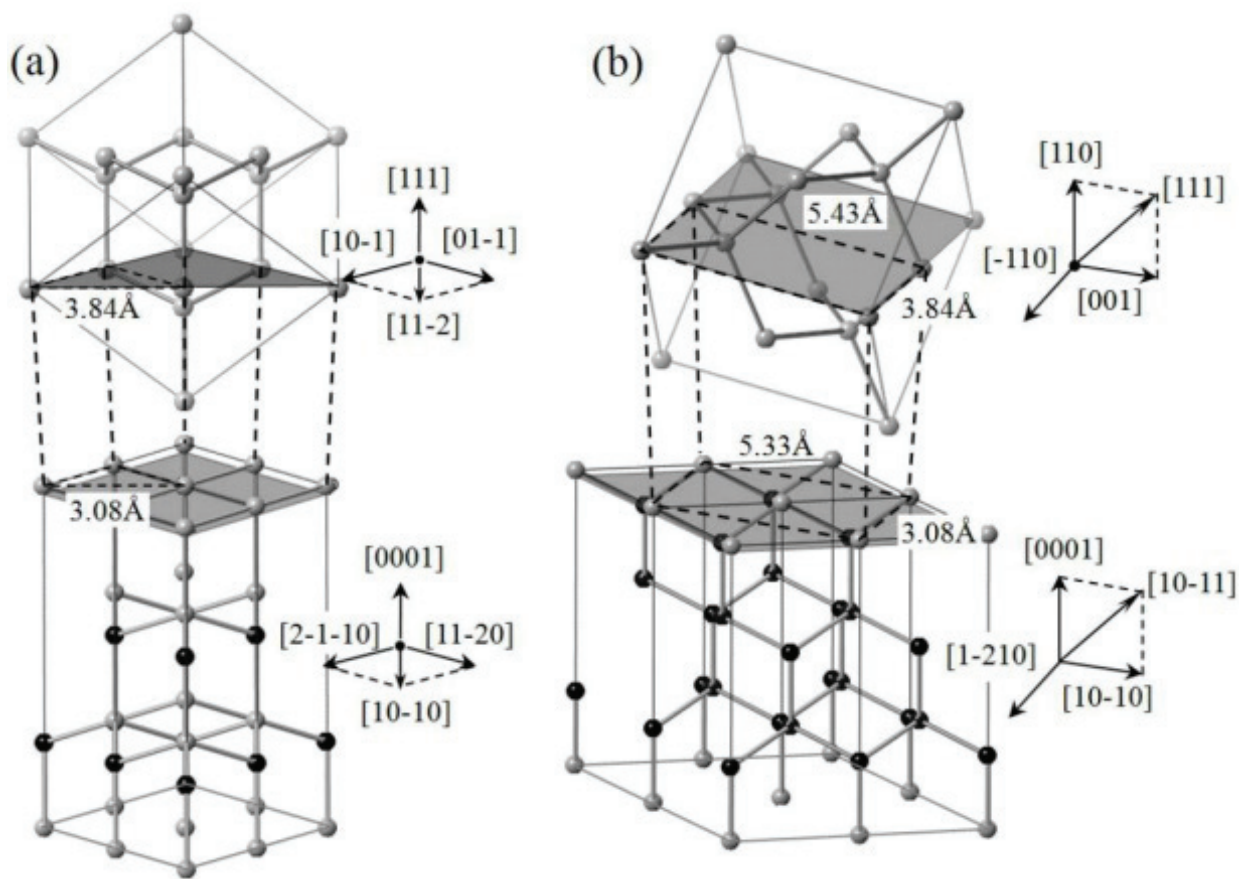 (a)
[111]
[10-1]
[01-1]
[11-2]
3.84Å
3.08Å
[0001]
[2-1-10]
[11-20]
[10-10]
(b)
[110]
[111]
5.43Å
[-110]
[001]
3.84Å
5.33Å
3.08Å
[0001]
[10-11]
[1-210]
[10-10]